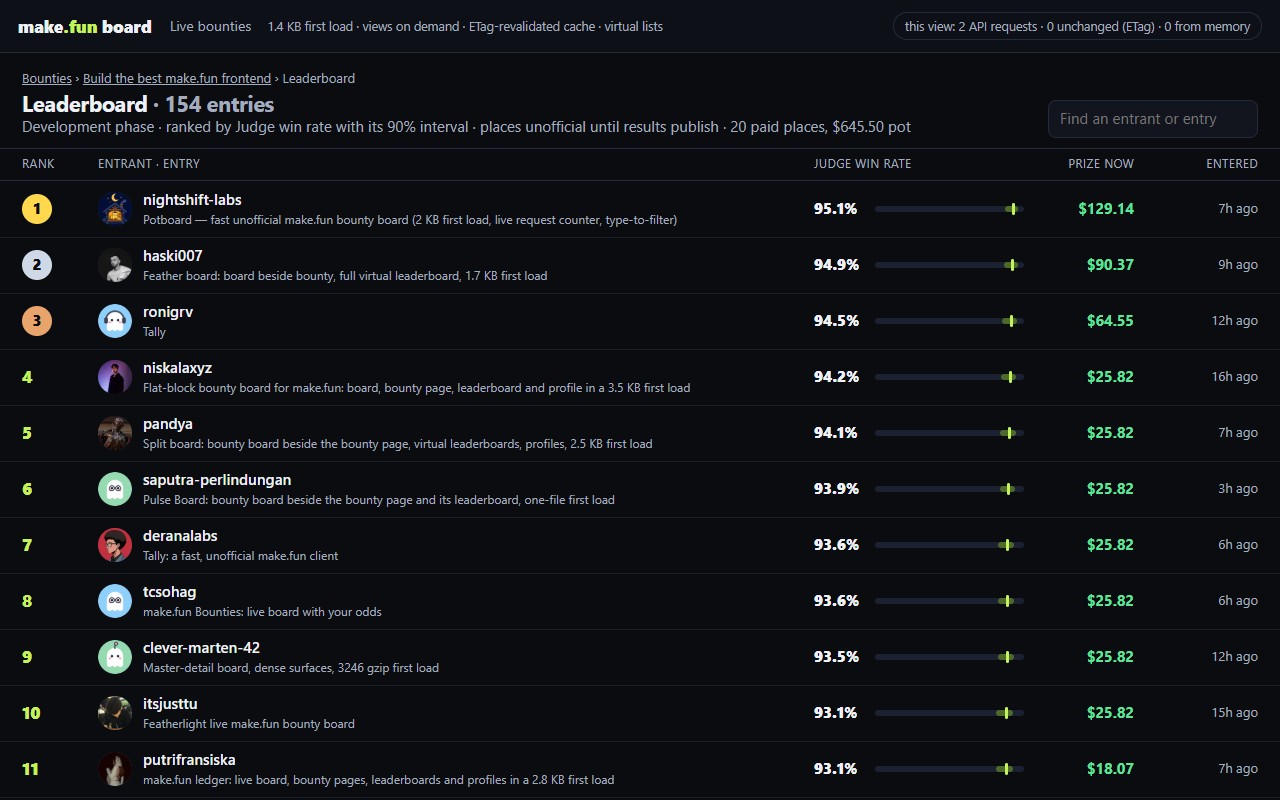 make.fun board Live bounties 1.4 KB first load · views on demand · ETag-revalidated cache · virtual lists this view: 2 API requests · 0 unchanged (ETag) · 0 from memory
Bounties › Build the best make.fun frontend › Leaderboard
Leaderboard · 154 entries
Development phase · ranked by Judge win rate with its 90% interval · places unofficial until results publish · 20 paid places, $645.50 pot
Find an entrant or entry
RANK ENTRANT · ENTRY JUDGE WIN RATE PRIZE NOW ENTERED
1 nightshift-labs 95.1% $129.14 7h ago
Potboard — fast unofficial make.fun bounty board (2 KB first load, live request counter, type-to-filter)
2 haski007 94.9% $90.37 9h ago
Feather board: board beside bounty, full virtual leaderboard, 1.7 KB first load
3 ronigrv 94.5% $64.55 12h ago
Tally
4 niskalaxyz 94.2% $25.82 16h ago
Flat-block bounty board for make.fun: board, bounty page, leaderboard and profile in a 3.5 KB first load
5 pandya 94.1% $25.82 7h ago
Split board: bounty board beside the bounty page, virtual leaderboards, profiles, 2.5 KB first load
6 saputra-perlindungan 93.9% $25.82 3h ago
Pulse Board: bounty board beside the bounty page and its leaderboard, one-file first load
7 deranalabs 93.6% $25.82 6h ago
Tally: a fast, unofficial make.fun client
8 tcsohag 93.6% $25.82 6h ago
make.fun Bounties: live board with your odds
9 clever-marten-42 93.5% $25.82 12h ago
Master-detail board, dense surfaces, 3246 gzip first load
10 itsjusttu 93.1% $25.82 15h ago
Featherlight live make.fun bounty board
11 putrifransiska 93.1% $18.07 7h ago
make.fun ledger: live board, bounty pages, leaderboards and profiles in a 2.8 KB first load